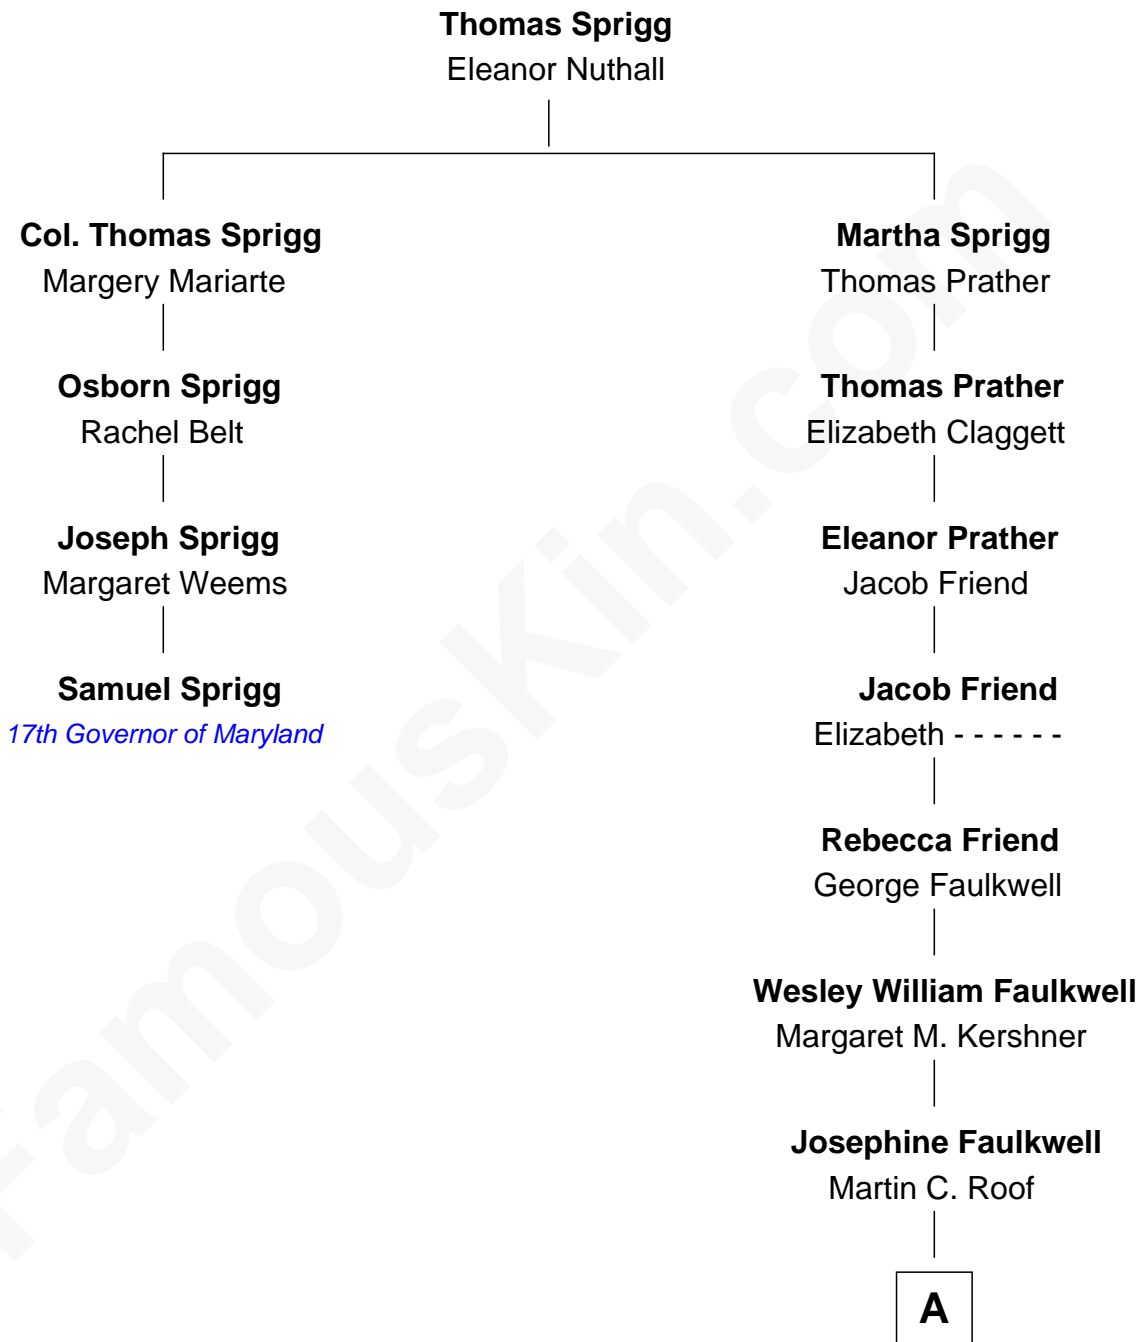 Thomas Sprigg
Eleanor Nuthall
Col. Thomas Sprigg
Margery Mariarte
Osborn Sprigg
Rachel Belt
Joseph Sprigg
Margaret Weems
Samuel Sprigg
17th Governor of Maryland
Martha Sprigg
Thomas Prather
Thomas Prather
Elizabeth Claggett
Eleanor Prather
Jacob Friend
Jacob Friend
Elizabeth - - - - - -
Rebecca Friend
George Faulkwell
Wesley William Faulkwell
Margaret M. Kershner
Josephine Faulkwell
Martin C. Roof
A
FamousKin.com